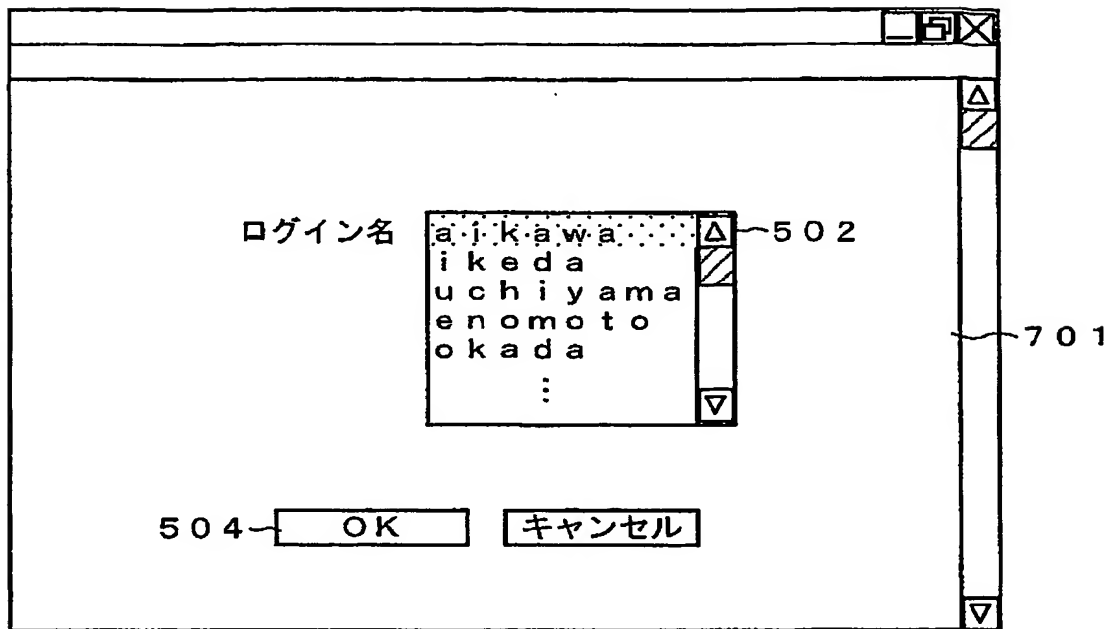 ログイン名
aikawa
502
ikeda
uchiyama
enomoto
okada
⋮
701
504
OK
キャンセル